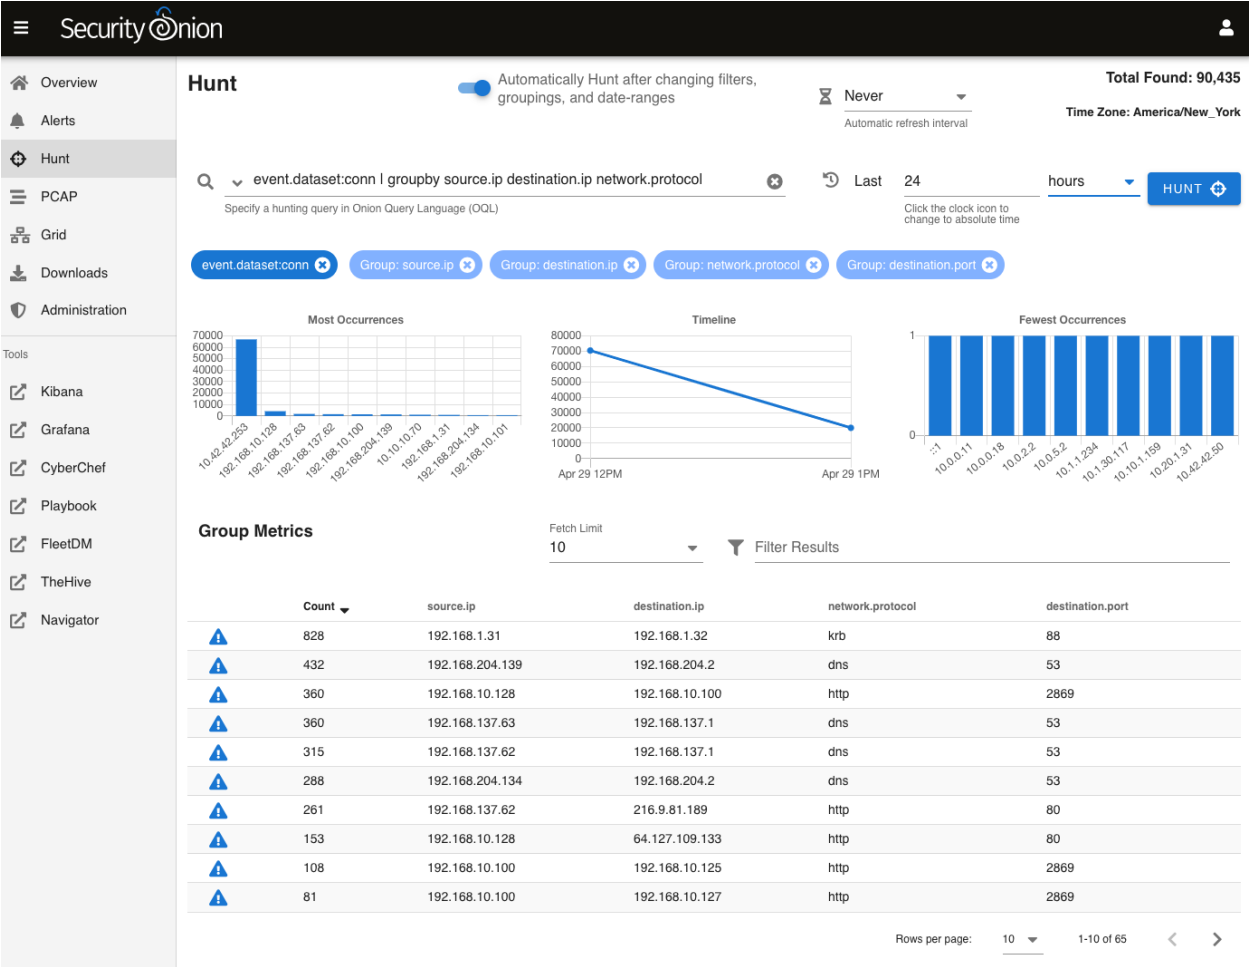 Security Onion
Overview
Alerts
Hunt
PCAP
Grid
Downloads
Administration
Tools
Kibana
Grafana
CyberChef
Playbook
FleetDM
TheHive
Navigator
Hunt
Automatically Hunt after changing filters,
groupings, and date-ranges
Never
Automatic refresh interval
Total Found: 90,435
Time Zone: America/New_York
event.dataset:conn | groupby source.ip destination.ip network.protocol
Specify a hunting query in Onion Query Language (OQL)
Last 24 hours
Click the clock icon to
change to absolute time
HUNT
event.dataset:conn Group: source.ip Group: destination.ip Group: network.protocol Group: destination.port
Most Occurrences
70000
60000
50000
40000
30000
20000
10000
0
10.42.42.253 192.168.10.128 192.168.137.63 192.168.137.62 192.168.10.100 192.168.204.139 10.10.10.70 192.168.1.31 192.168.204.134 192.168.10.101
Timeline
80000
70000
60000
50000
40000
30000
20000
10000
0
Apr 29 12PM Apr 29 1PM
Fewest Occurrences
1
0
::1 10.0.0.11 10.0.0.18 10.0.2.2 10.0.5.2 10.1.1.234 10.1.30.117 10.10.1.159 10.20.1.31 10.42.42.50
Group Metrics
Fetch Limit
10
Filter Results
Count source.ip destination.ip network.protocol destination.port
828 192.168.1.31 192.168.1.32 krb 88
432 192.168.204.139 192.168.204.2 dns 53
360 192.168.10.128 192.168.10.100 http 2869
360 192.168.137.63 192.168.137.1 dns 53
315 192.168.137.62 192.168.137.1 dns 53
288 192.168.204.134 192.168.204.2 dns 53
261 192.168.137.62 216.9.81.189 http 80
153 192.168.10.128 64.127.109.133 http 80
108 192.168.10.100 192.168.10.125 http 2869
81 192.168.10.100 192.168.10.127 http 2869
Rows per page: 10 1-10 of 65